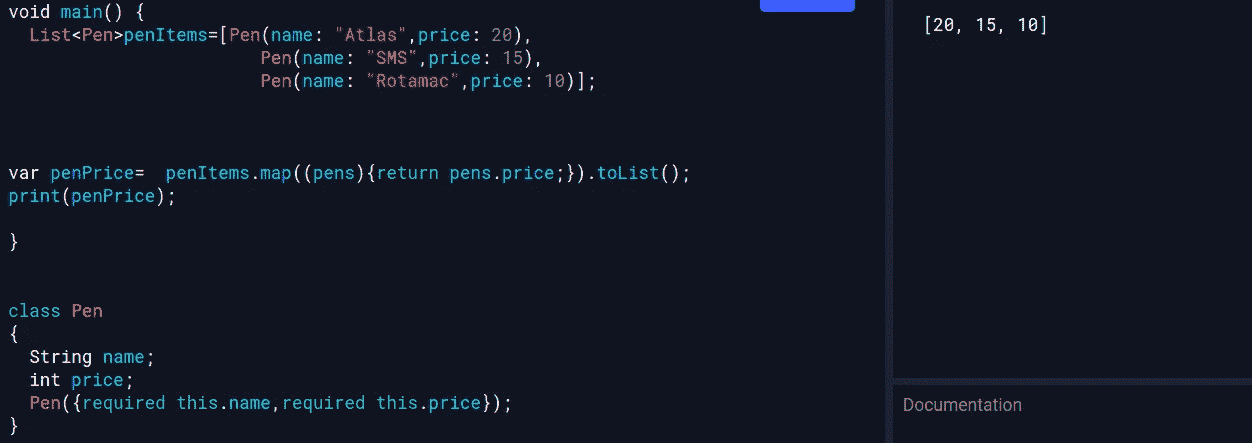 void main() {
  List<Pen>penItems=[Pen(name: "Atlas",price: 20),
                        Pen(name: "SMS",price: 15),
                        Pen(name: "Rotamac",price: 10)];
var penPrice=  penItems.map((pens){return pens.price;}).toList();
print(penPrice);
}
class Pen
{
  String name;
  int price;
  Pen({required this.name,required this.price});
}
[20, 15, 10]
Documentation